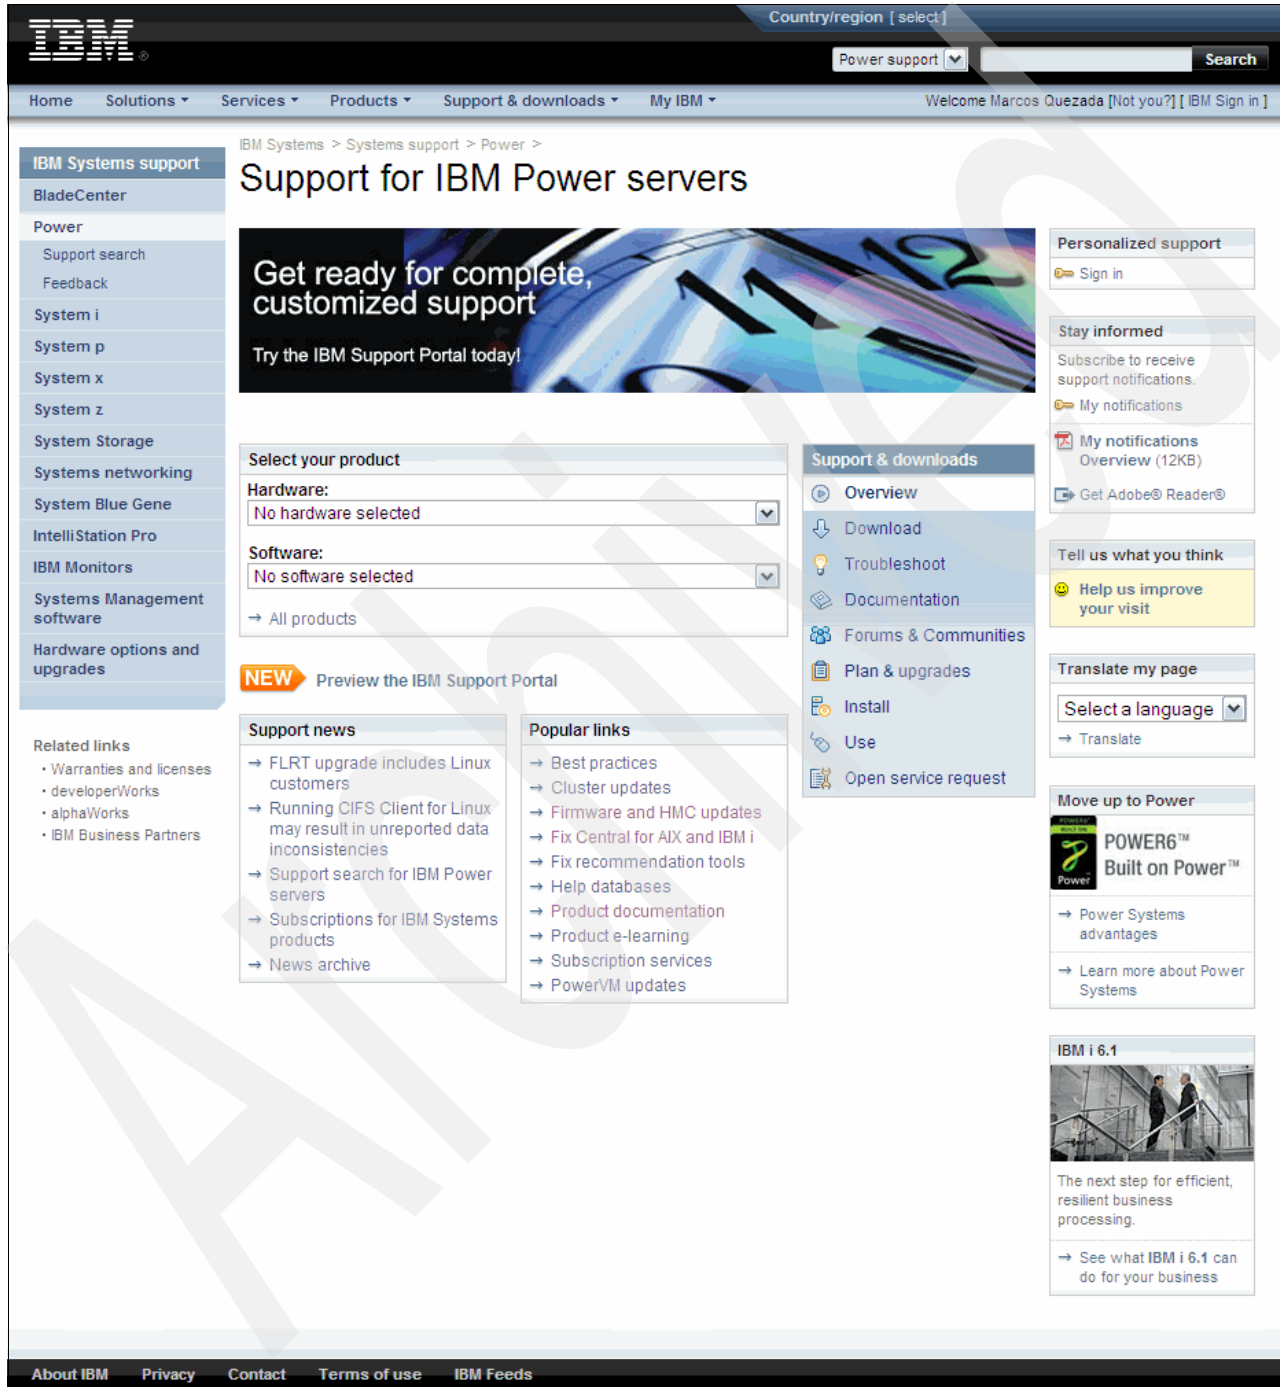 Country/region [ select ]
IBM®
Power support
Search
Home Solutions Services Products Support & downloads My IBM
Welcome Marcos Quezada [Not you?] [ IBM Sign in ]
IBM Systems > Systems support > Power >
Support for IBM Power servers
IBM Systems support
BladeCenter
Power
Support search
Feedback
System i
System p
System x
System z
System Storage
Systems networking
System Blue Gene
IntelliStation Pro
IBM Monitors
Systems Management
software
Hardware options and
upgrades
Related links
• Warranties and licenses
• developerWorks
• alphaWorks
• IBM Business Partners
Get ready for complete,
customized support
Try the IBM Support Portal today!
11 12
Select your product
Hardware:
No hardware selected
Software:
No software selected
→ All products
NEW Preview the IBM Support Portal
Support news
→ FLRT upgrade includes Linux
customers
→ Running CIFS Client for Linux
may result in unreported data
inconsistencies
→ Support search for IBM Power
servers
→ Subscriptions for IBM Systems
products
→ News archive
Popular links
→ Best practices
→ Cluster updates
→ Firmware and HMC updates
→ Fix Central for AIX and IBM i
→ Fix recommendation tools
→ Help databases
→ Product documentation
→ Product e-learning
→ Subscription services
→ PowerVM updates
Support & downloads
Overview
Download
Troubleshoot
Documentation
Forums & Communities
Plan & upgrades
Install
Use
Open service request
Personalized support
Sign in
Stay informed
Subscribe to receive
support notifications.
My notifications
My notifications
Overview (12KB)
Get Adobe® Reader®
Tell us what you think
Help us improve
your visit
Translate my page
Select a language
→ Translate
Move up to Power
POWER6™
BUILT ON
Power
POWER6™
Built on Power™
→ Power Systems
advantages
→ Learn more about Power
Systems
IBM i 6.1
The next step for efficient,
resilient business
processing.
→ See what IBM i 6.1 can
do for your business
About IBM Privacy Contact Terms of use IBM Feeds
Archived